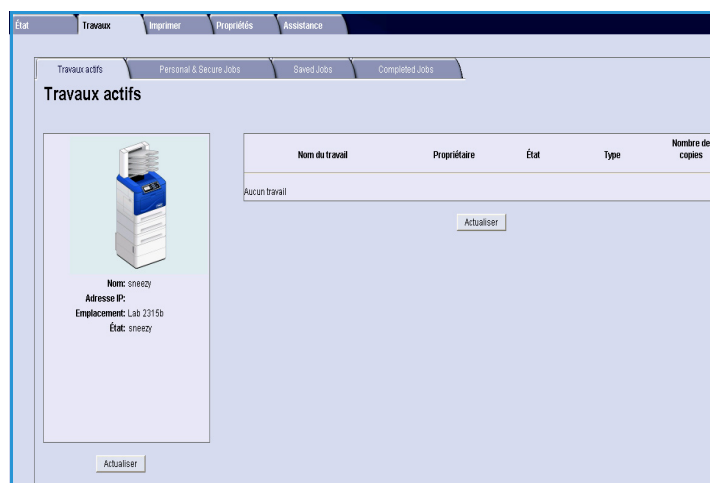 État Travaux Imprimer Propriétés Assistance
Travaux actifs Personal & Secure Jobs Saved Jobs Completed Jobs
Travaux actifs
Nom du travail Propriétaire État Type Nombre de copies
Aucun travail
Actualiser
Nom: sneezy
Adresse IP:
Emplacement: Lab 2315b
État: sneezy
Actualiser